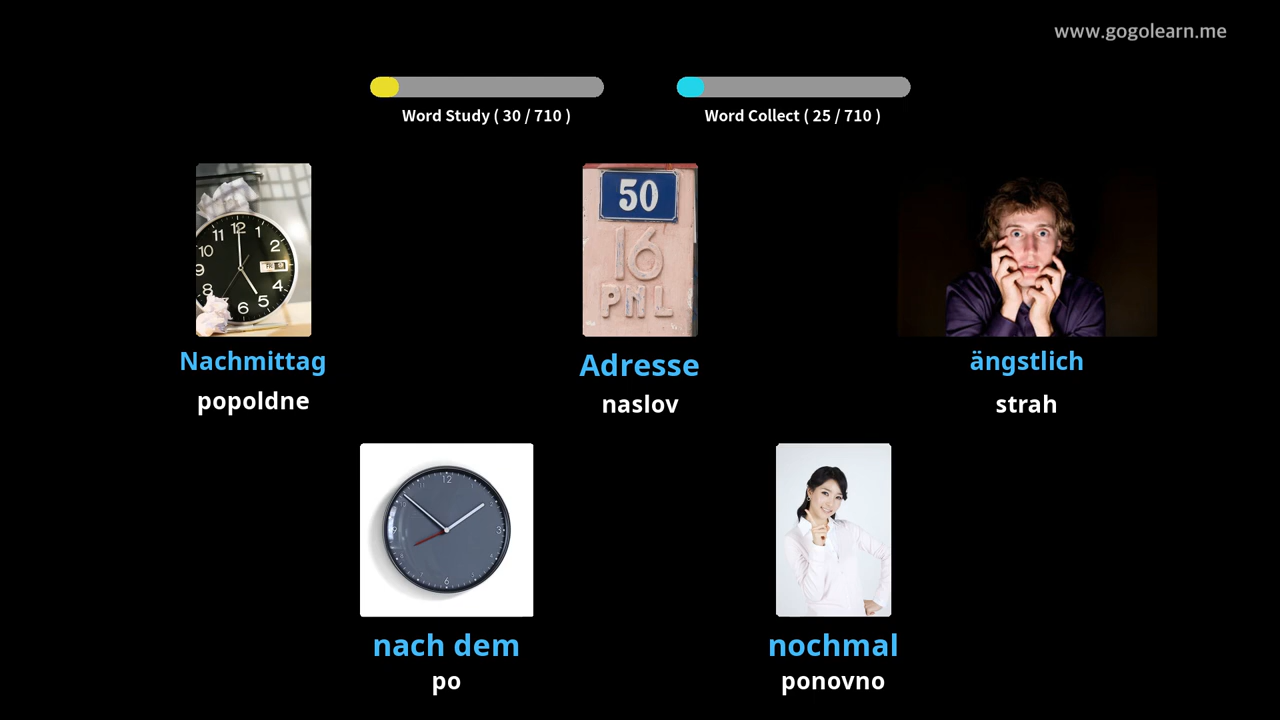 www.gogolearn.me
Word Study ( 30 / 710 )
Word Collect ( 25 / 710 )
50
16
PNL
Nachmittag
Adresse
ängstlich
popoldne
naslov
strah
nach dem
nochmal
po
ponovno